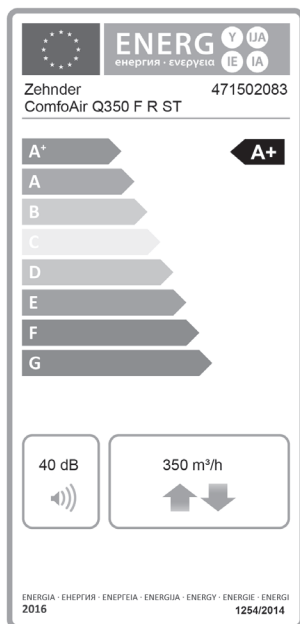 ENERG Y IJA
енергия · ενεργεια IE IA
Zehnder 471502083
ComfoAir Q350 F R ST
A+ A+
A
B
C
D
E
F
G
40 dB 350 m³/h
ENERGIA · ЕНЕРГИЯ · ΕΝΕΡΓΕΙΑ · ENERGIJA · ENERGY · ENERGIE · ENERGI
2016 1254/2014